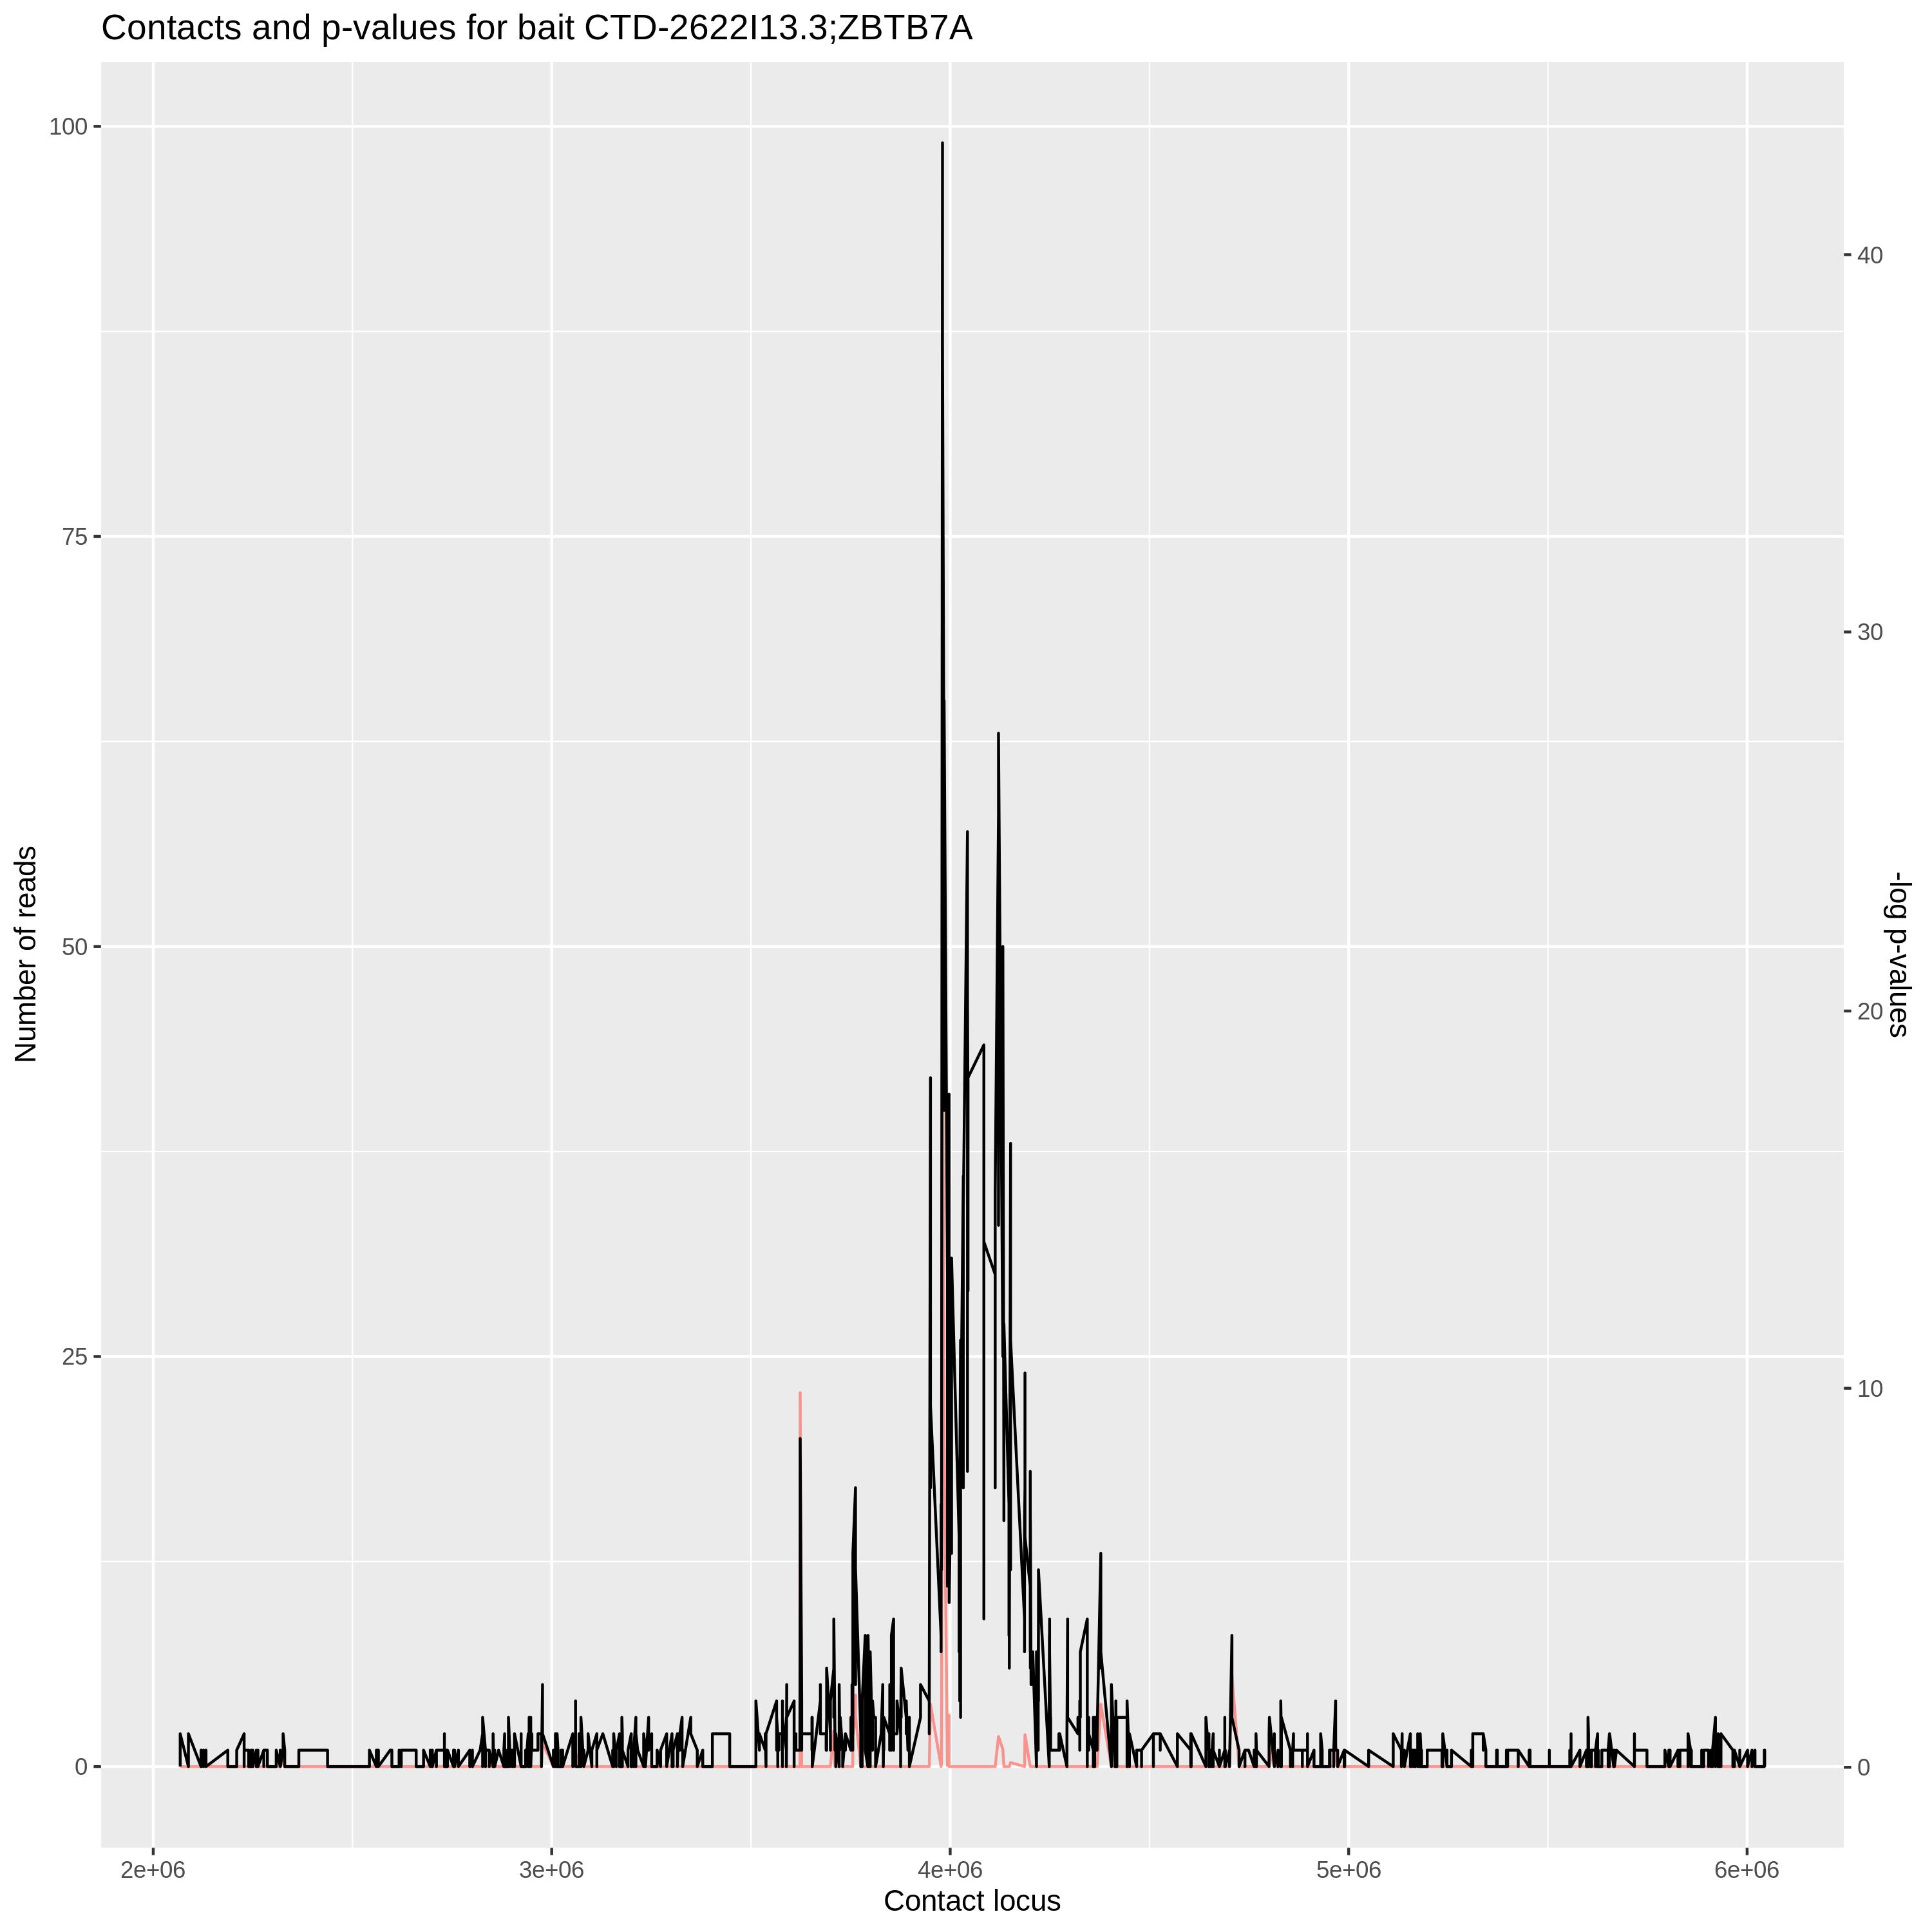 Contacts and p-values for bait CTD-2622I13.3;ZBTB7A
100
75
50
25
0
Number of reads
40
30
20
10
0
-log p-values
2e+06
3e+06
4e+06
5e+06
6e+06
Contact locus